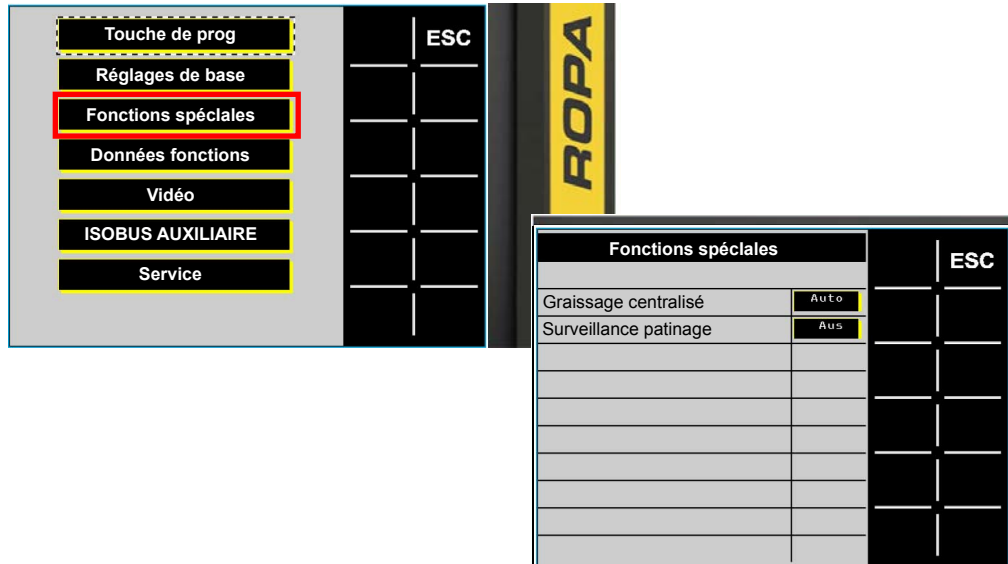 Touche de prog
ESC
Réglages de base
Fonctions spéclales
Données fonctions
Vidéo
ISOBUS AUXILIAIRE
Service
ROPA
Fonctions spéclales
ESC
Graissage centralisé Auto
Surveillance patinage Aus